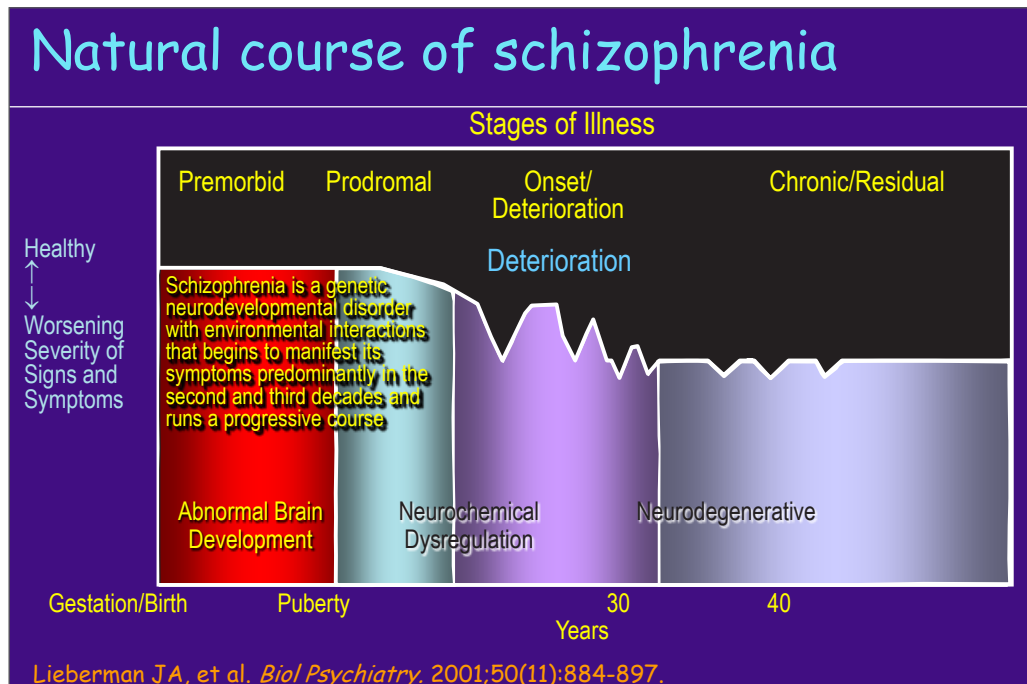 Natural course of schizophrenia
Stages of Illness
Premorbid
Prodromal
Onset/
Deterioration
Chronic/Residual
Deterioration
Healthy
↑
↓
Worsening
Severity of
Signs and
Symptoms
Schizophrenia is a genetic
neurodevelopmental disorder
with environmental interactions
that begins to manifest its
symptoms predominantly in the
second and third decades and
runs a progressive course
Abnormal Brain
Development
Neurochemical
Dysregulation
Neurodegenerative
Gestation/Birth
Puberty
30
40
Years
Lieberman JA, et al. Biol Psychiatry. 2001;50(11):884-897.